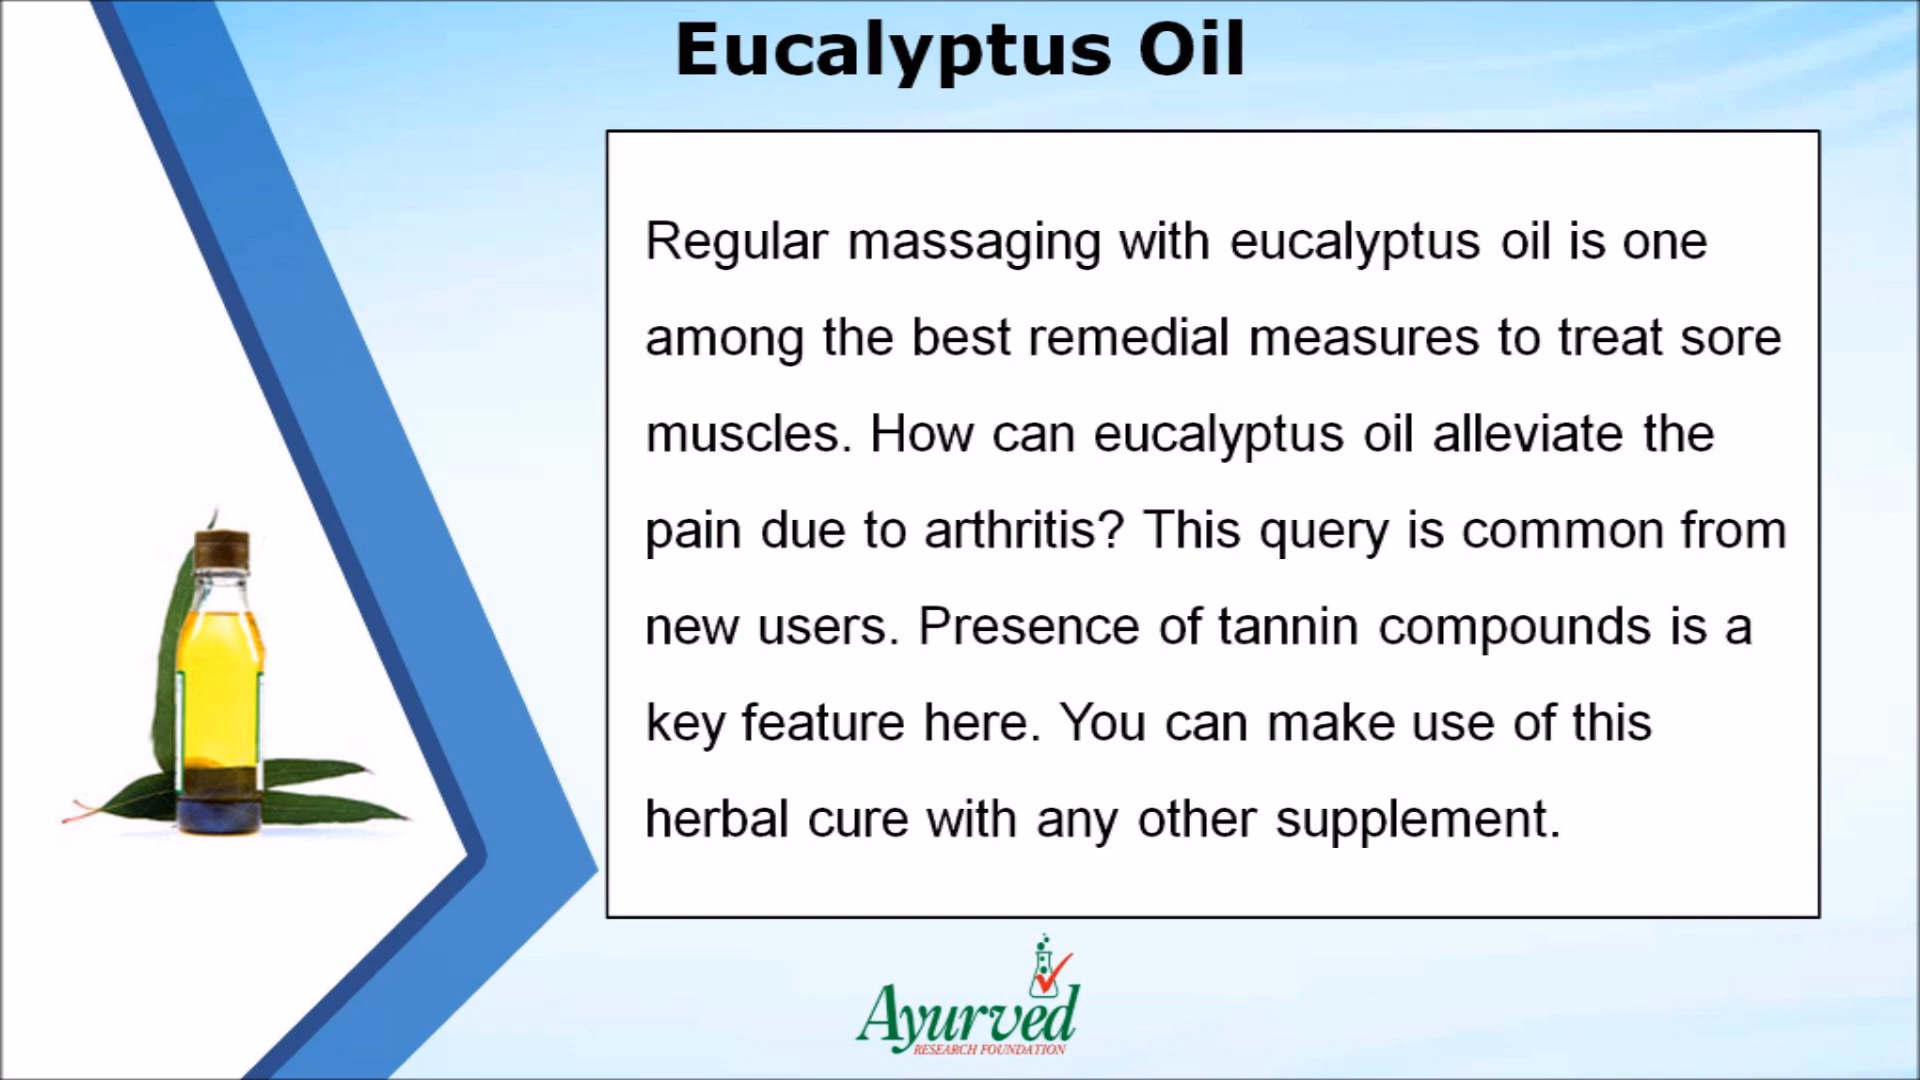 Eucalyptus Oil
Regular massaging with eucalyptus oil is one
among the best remedial measures to treat sore
muscles. How can eucalyptus oil alleviate the
pain due to arthritis? This query is common from
new users. Presence of tannin compounds is a
key feature here. You can make use of this
herbal cure with any other supplement.
Ayurved
RESEARCH FOUNDATION